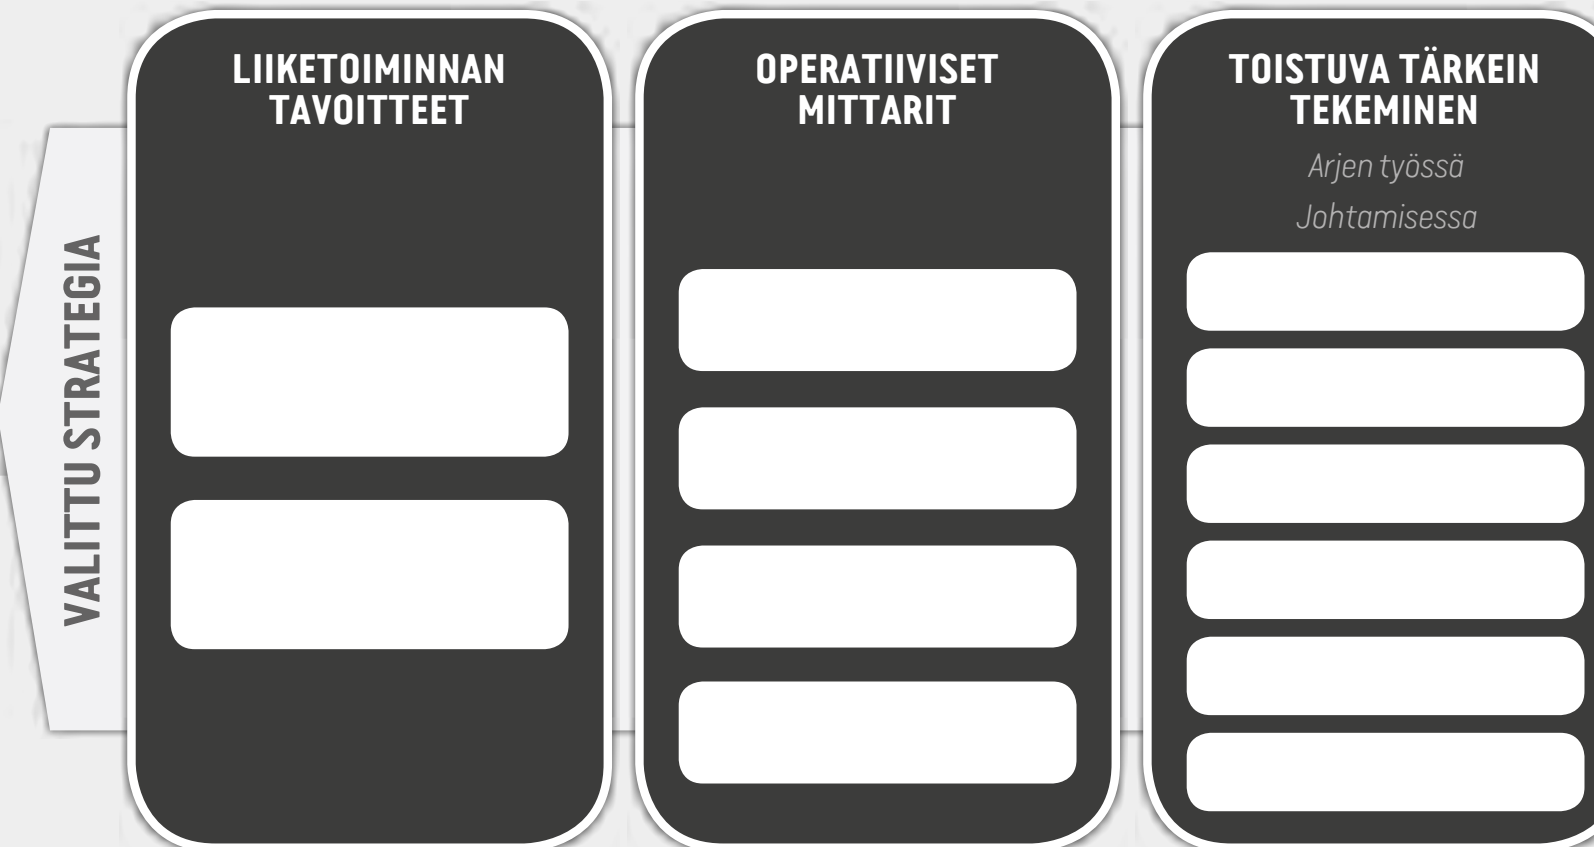 VALITTU STRATEGIA
LIIKETOIMINNAN
TAVOITTEET
OPERATIIVISET
MITTARIT
TOISTUVA TÄRKEIN
TEKEMINEN
Arjen työssä
Johtamisessa